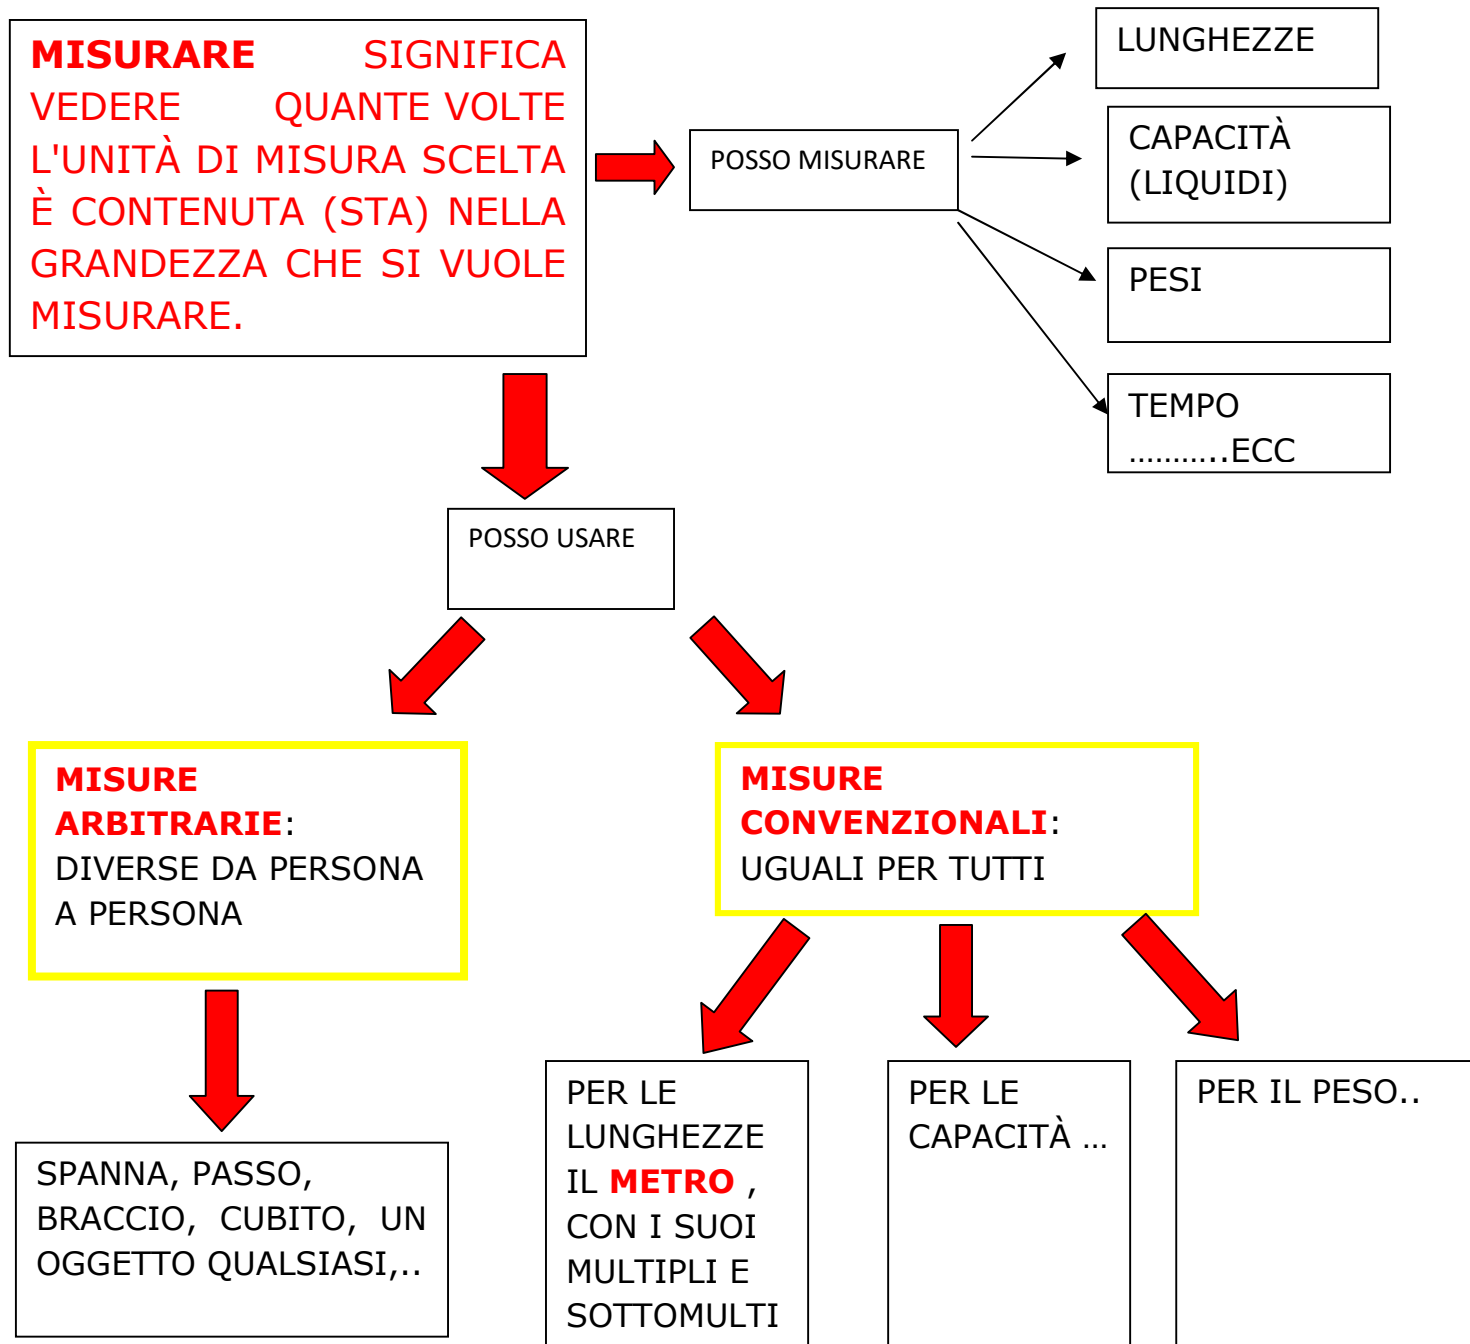 MISURARE SIGNIFICA
VEDERE QUANTE VOLTE
L'UNITÀ DI MISURA SCELTA
È CONTENUTA (STA) NELLA
GRANDEZZA CHE SI VUOLE
MISURARE.
POSSO MISURARE
LUNGHEZZE
CAPACITÀ
(LIQUIDI)
PESI
TEMPO
………..ECC
POSSO USARE
MISURE
ARBITRARIE:
DIVERSE DA PERSONA
A PERSONA
MISURE
CONVENZIONALI:
UGUALI PER TUTTI
SPANNA, PASSO,
BRACCIO, CUBITO, UN
OGGETTO QUALSIASI,..
PER LE
LUNGHEZZE
IL METRO ,
CON I SUOI
MULTIPLI E
SOTTOMULTI
PER LE
CAPACITÀ …
PER IL PESO..